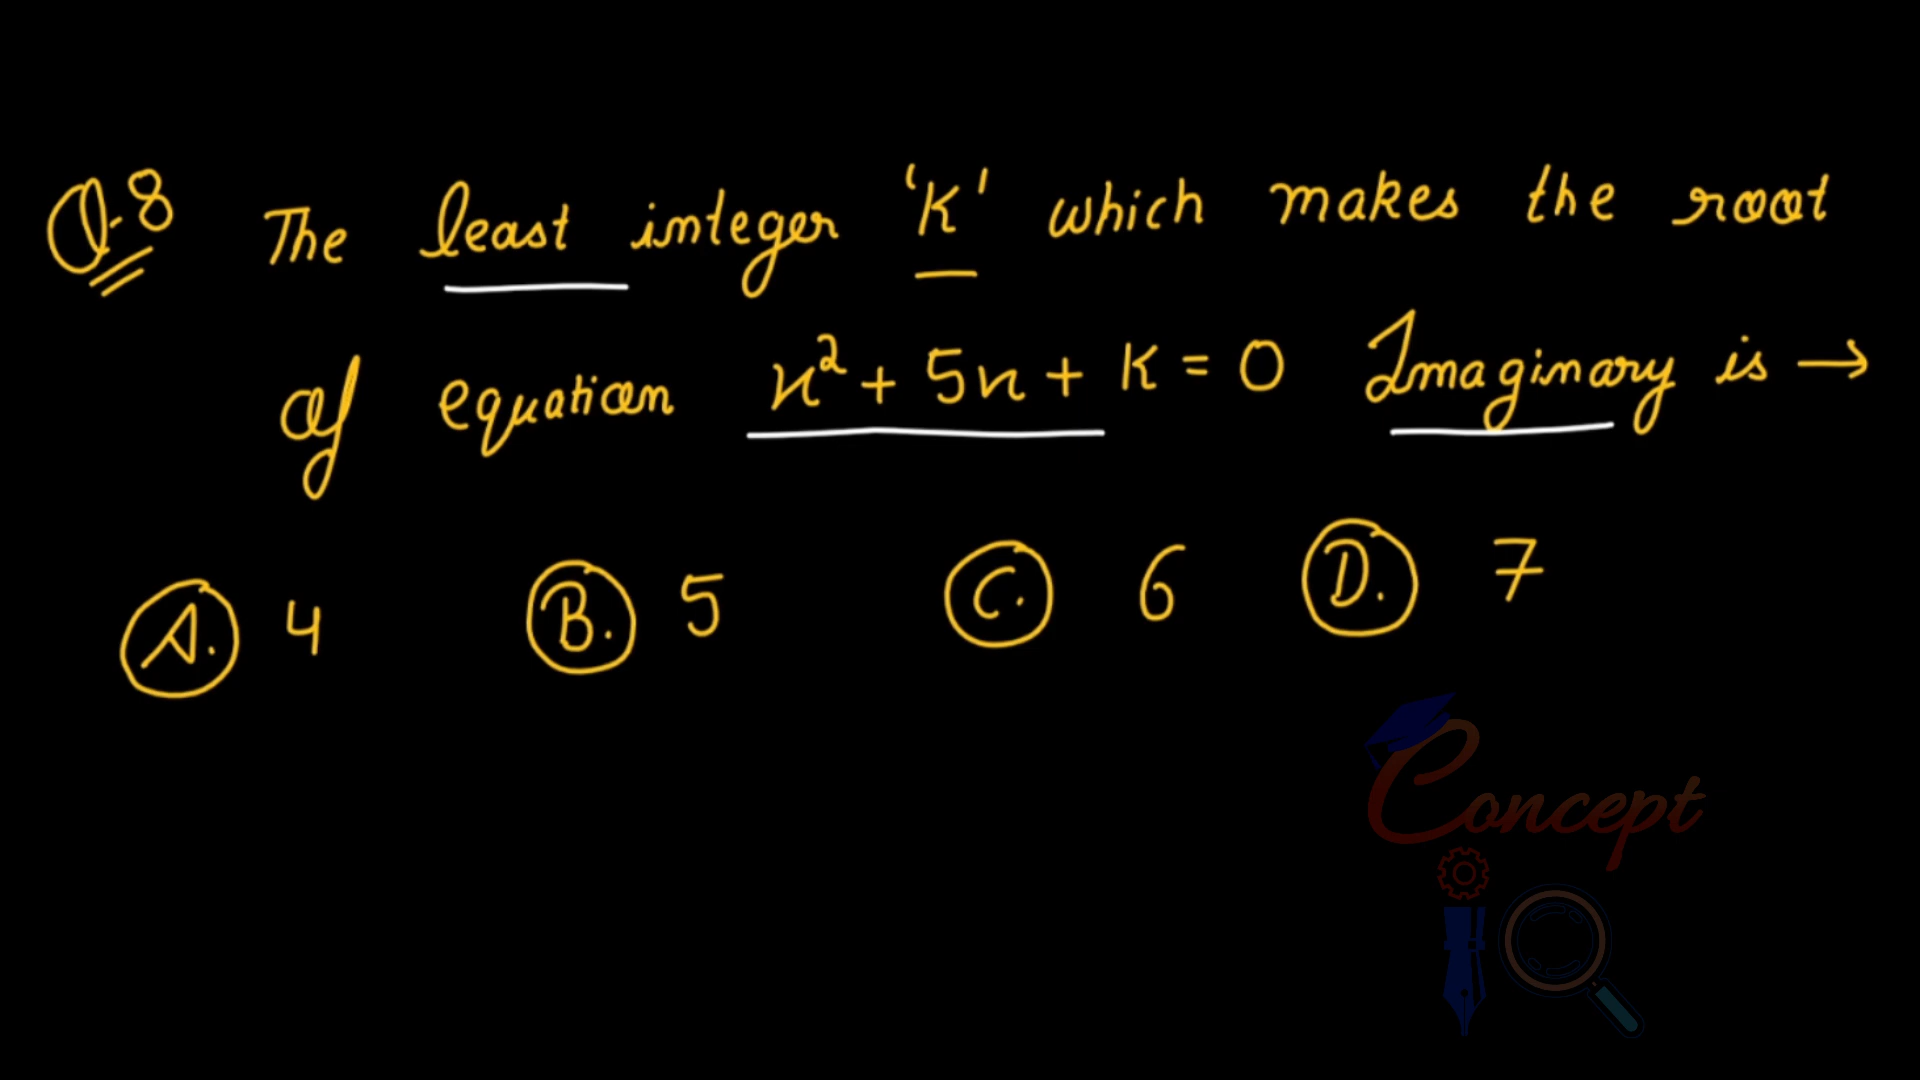 Q.8 The least integer 'K' which makes the root
of equation x² + 5x + K = 0 Imaginary is →
A. 4 B. 5 C. 6 D. 7
Concept